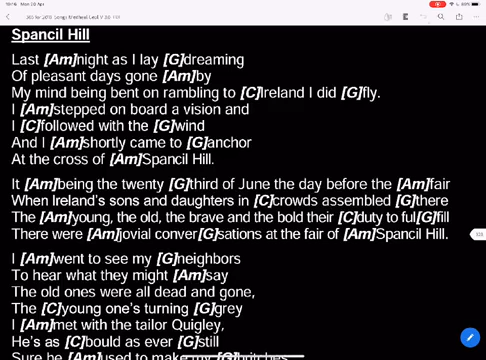 Spancil Hill
Last [Am]night as I lay [G]dreaming
Of pleasant days gone [Am]by
My mind being bent on rambling to [C]Ireland I did [G]fly.
I [Am]stepped on board a vision and
I [C]followed with the [G]wind
And I [Am]shortly came to [G]anchor
At the cross of [Am]Spancil Hill.
It [Am]being the twenty [G]third of June the day before the [Am]fair
When Ireland's sons and daughters in [C]crowds assembled [G]there
The [Am]young, the old, the brave and the bold their [C]duty to ful[G]fill
There were [Am]jovial conver[G]sations at the fair of [Am]Spancil Hill.
I [Am]went to see my [G]neighbors
To hear what they might [Am]say
The old ones were all dead and gone,
The [C]young one's turning [G]grey
I [Am]met with the tailor Quigley,
He's as [C]bould as ever [G]still
Sure he [Am]used to make my [G]britches